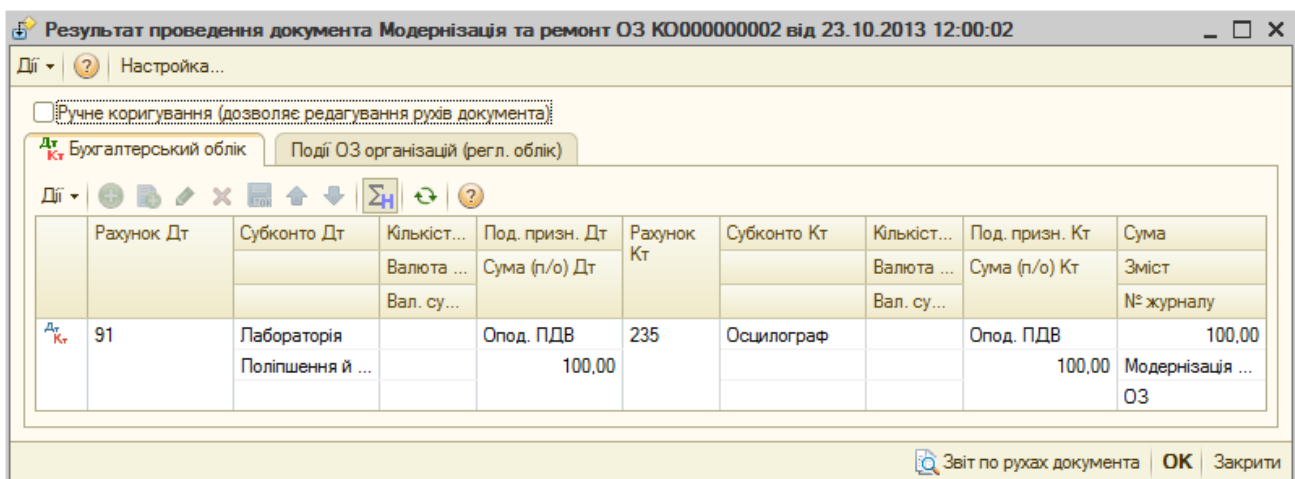 Результат проведення документа Модернізація та ремонт ОЗ КО000000002 від 23.10.2013 12:00:02
Дії Настройка...
Ручне коригування (дозволяє редагування рухів документа)
Дт Кт Бухгалтерський облік Події ОЗ організацій (регл. облік)
Дії
Рахунок Дт Субконто Дт Кількіст... Под. призн. Дт Рахунок Кт Субконто Кт Кількіст... Под. призн. Кт Сума
Валюта ... Сума (п/о) Дт Валюта ... Сума (п/о) Кт Зміст
Вал. су... Вал. су... № журналу
Дт Кт 91 Лабораторія Опод. ПДВ 235 Осцилограф Опод. ПДВ 100,00
Поліпшення й ... 100,00 100,00 Модернізація ...
ОЗ
Звіт по рухах документа OK Закрити